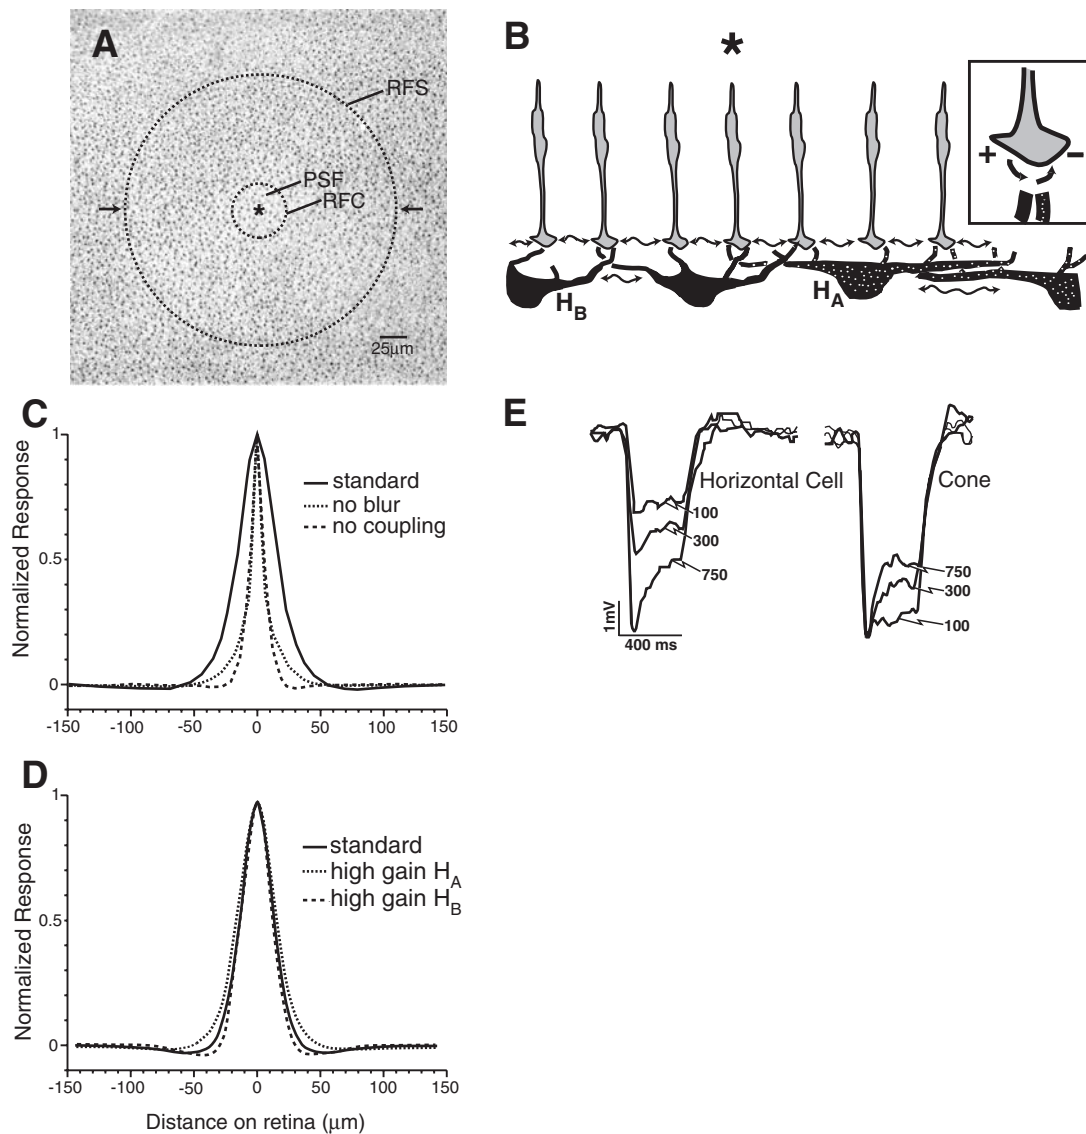 A
RFS
PSF
RFC
*
25µm
B
*
+
−
H_B
H_A
C
Normalized Response
1
0.5
0
standard
no blur
no coupling
-150
-100
-50
0
50
100
150
D
Normalized Response
1
0.5
0
standard
high gain H_A
high gain H_B
-150
-100
-50
0
50
100
150
Distance on retina (µm)
E
Horizontal Cell
100
300
750
1mV
400 ms
Cone
750
300
100